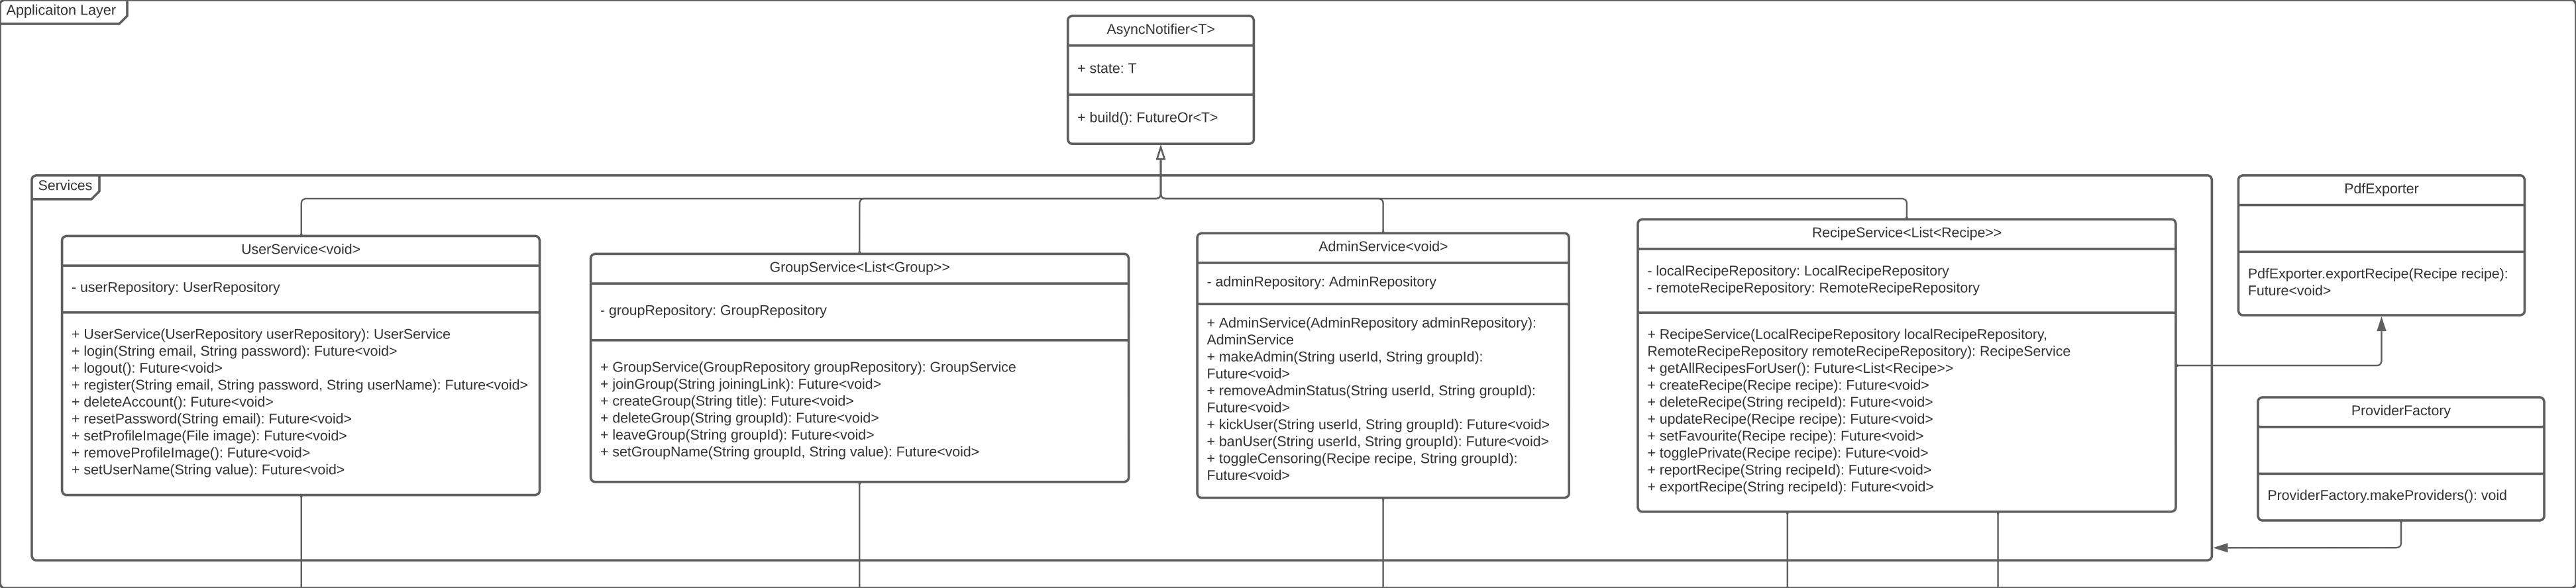 Applicaiton Layer
AsyncNotifier<T>
+ state: T
+ build(): FutureOr<T>
Services
UserService<void>
- userRepository: UserRepository
+ UserService(UserRepository userRepository): UserService
+ login(String email, String password): Future<void>
+ logout(): Future<void>
+ register(String email, String password, String userName): Future<void>
+ deleteAccount(): Future<void>
+ resetPassword(String email): Future<void>
+ setProfileImage(File image): Future<void>
+ removeProfileImage(): Future<void>
+ setUserName(String value): Future<void>
GroupService<List<Group>>
- groupRepository: GroupRepository
+ GroupService(GroupRepository groupRepository): GroupService
+ joinGroup(String joiningLink): Future<void>
+ createGroup(String title): Future<void>
+ deleteGroup(String groupId): Future<void>
+ leaveGroup(String groupId): Future<void>
+ setGroupName(String groupId, String value): Future<void>
AdminService<void>
- adminRepository: AdminRepository
+ AdminService(AdminRepository adminRepository):
AdminService
+ makeAdmin(String userId, String groupId):
Future<void>
+ removeAdminStatus(String userId, String groupId):
Future<void>
+ kickUser(String userId, String groupId): Future<void>
+ banUser(String userId, String groupId): Future<void>
+ toggleCensoring(Recipe recipe, String groupId):
Future<void>
RecipeService<List<Recipe>>
- localRecipeRepository: LocalRecipeRepository
- remoteRecipeRepository: RemoteRecipeRepository
+ RecipeService(LocalRecipeRepository localRecipeRepository,
RemoteRecipeRepository remoteRecipeRepository): RecipeService
+ getAllRecipesForUser(): Future<List<Recipe>>
+ createRecipe(Recipe recipe): Future<void>
+ deleteRecipe(String recipeId): Future<void>
+ updateRecipe(Recipe recipe): Future<void>
+ setFavourite(Recipe recipe): Future<void>
+ togglePrivate(Recipe recipe): Future<void>
+ reportRecipe(String recipeId): Future<void>
+ exportRecipe(String recipeId): Future<void>
PdfExporter
PdfExporter.exportRecipe(Recipe recipe):
Future<void>
ProviderFactory
ProviderFactory.makeProviders(): void